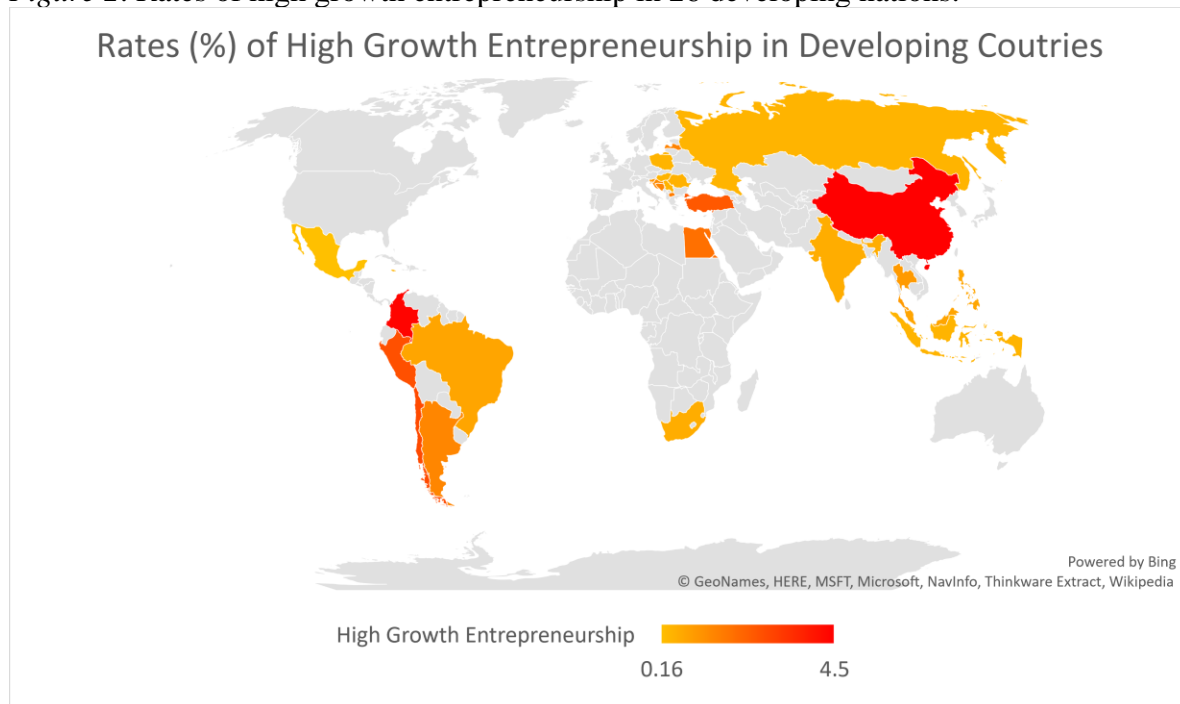 Rates (%) of High Growth Entrepreneurship in Developing Coutries
Powered by Bing
© GeoNames, HERE, MSFT, Microsoft, NavInfo, Thinkware Extract, Wikipedia
High Growth Entrepreneurship
0.16 4.5